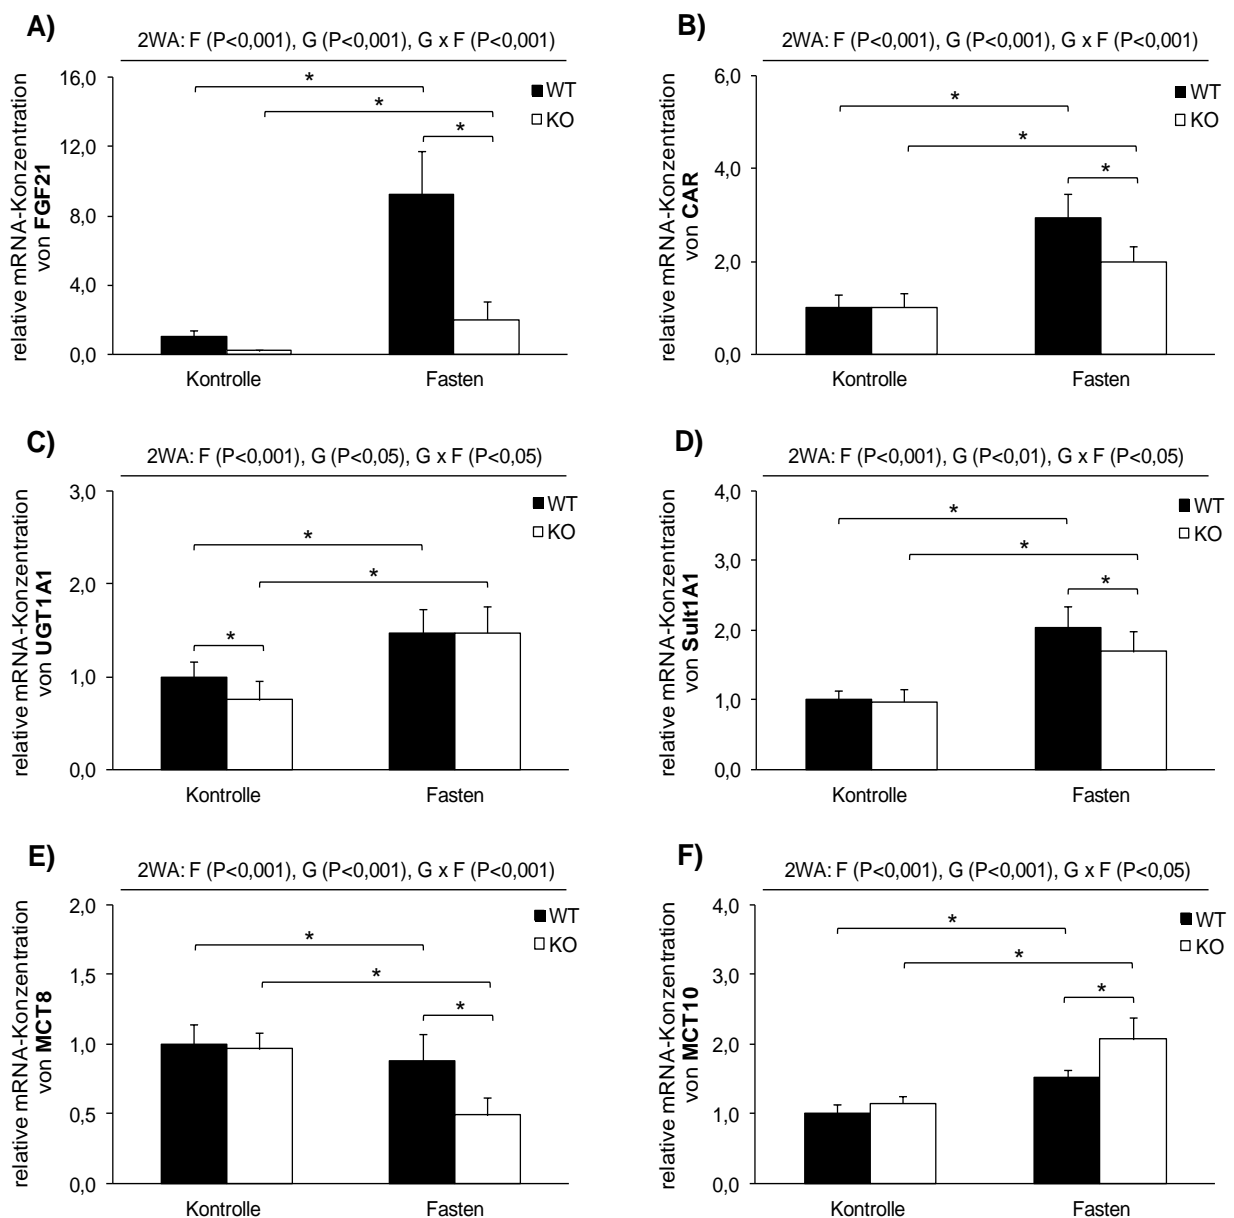 A)
2WA: F (P<0,001), G (P<0,001), G x F (P<0,001)
relative mRNA-Konzentration
von FGF21
16,0
12,0
8,0
4,0
0,0
*
*
*
WT
KO
Kontrolle
Fasten
B)
2WA: F (P<0,001), G (P<0,001), G x F (P<0,001)
relative mRNA-Konzentration
von CAR
6,0
4,0
2,0
0,0
*
*
*
WT
KO
Kontrolle
Fasten
C)
2WA: F (P<0,001), G (P<0,05), G x F (P<0,05)
relative mRNA-Konzentration
von UGT1A1
3,0
2,0
1,0
0,0
*
*
*
WT
KO
Kontrolle
Fasten
D)
2WA: F (P<0,001), G (P<0,01), G x F (P<0,05)
relative mRNA-Konzentration
von Sult1A1
4,0
3,0
2,0
1,0
0,0
*
*
*
WT
KO
Kontrolle
Fasten
E)
2WA: F (P<0,001), G (P<0,001), G x F (P<0,001)
relative mRNA-Konzentration
von MCT8
2,0
1,5
1,0
0,5
0,0
*
*
*
WT
KO
Kontrolle
Fasten
F)
2WA: F (P<0,001), G (P<0,001), G x F (P<0,05)
relative mRNA-Konzentration
von MCT10
4,0
3,0
2,0
1,0
0,0
*
*
*
WT
KO
Kontrolle
Fasten